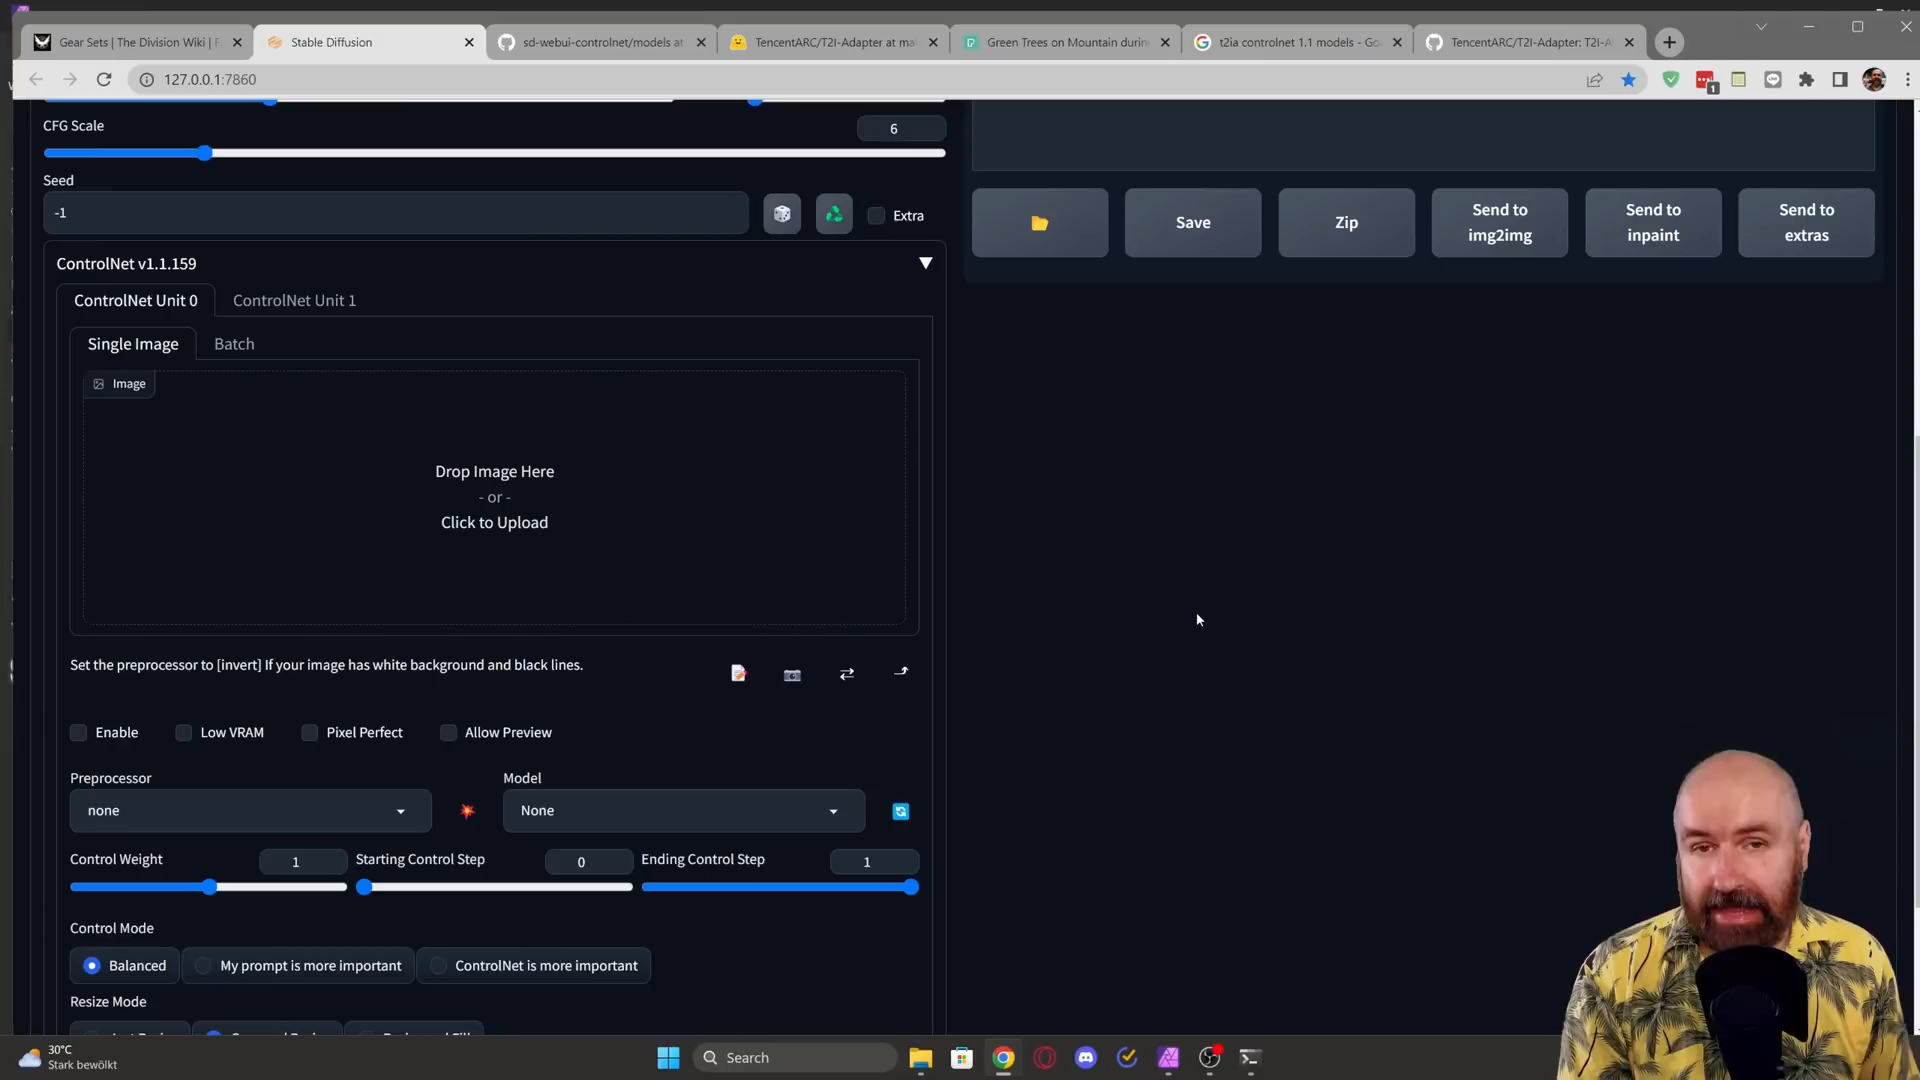 Gear Sets | The Division Wiki | F
Stable Diffusion
sd-webui-controlnet/models at
TencentARC/T2I-Adapter at ma
Green Trees on Mountain durin
t2ia controlnet 1.1 models - Go
TencentARC/T2I-Adapter: T2I-A
127.0.0.1:7860
1
CFG Scale
6
Seed
-1
Extra
Save
Zip
Send to
img2img
Send to
inpaint
Send to
extras
ControlNet v1.1.159
ControlNet Unit 0
ControlNet Unit 1
Single Image
Batch
Image
Drop Image Here
- or -
Click to Upload
Set the preprocessor to [invert] If your image has white background and black lines.
Enable
Low VRAM
Pixel Perfect
Allow Preview
Preprocessor
Model
none
None
Control Weight
1
Starting Control Step
0
Ending Control Step
1
Control Mode
Balanced
My prompt is more important
ControlNet is more important
Resize Mode
30°C
Stark bewölkt
Search